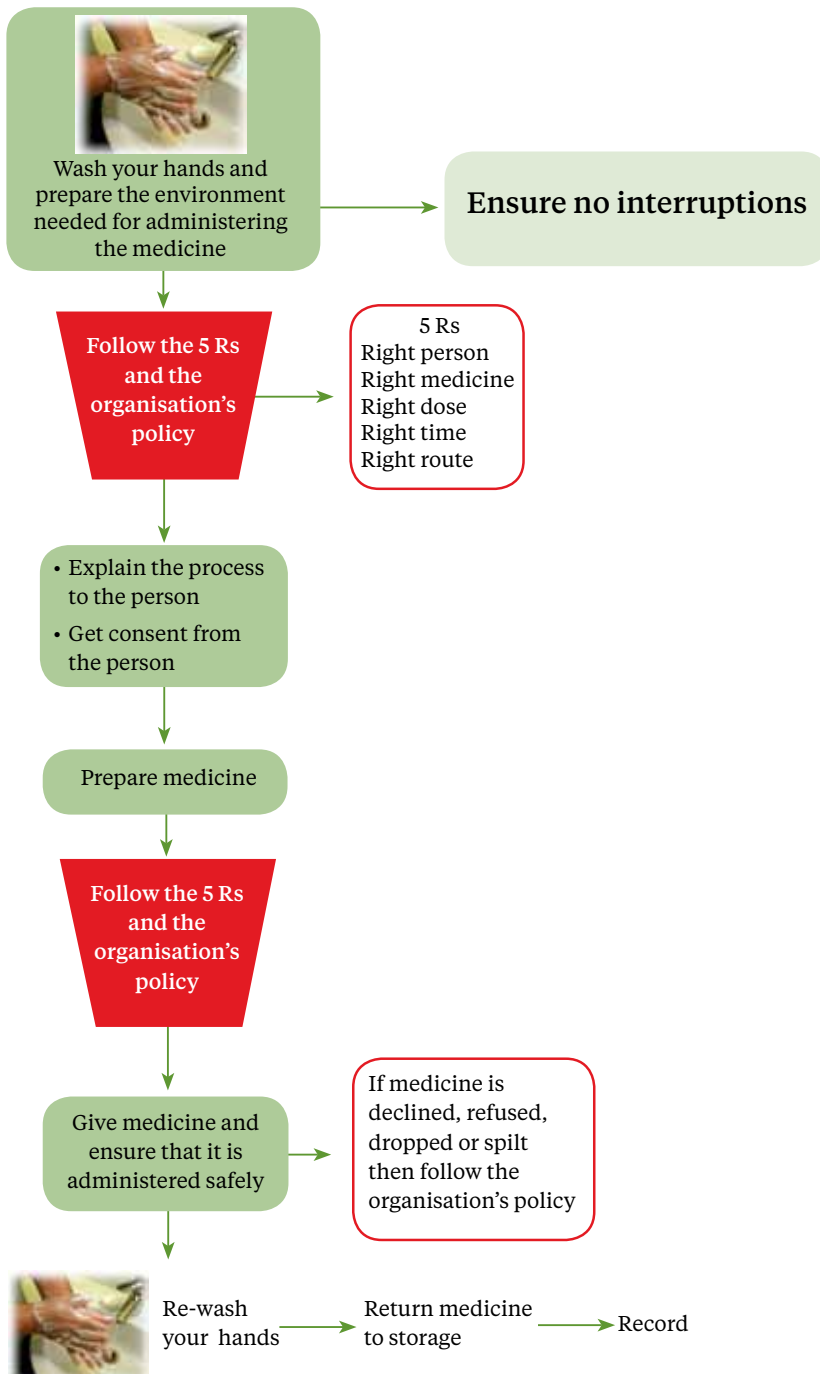 Wash your hands and
prepare the environment
needed for administering
the medicine
Ensure no interruptions
Follow the 5 Rs
and the
organisation’s
policy
5 Rs
Right person
Right medicine
Right dose
Right time
Right route
• Explain the process
to the person
• Get consent from
the person
Prepare medicine
Follow the 5 Rs
and the
organisation’s
policy
Give medicine and
ensure that it is
administered safely
If medicine is
declined, refused,
dropped or spilt
then follow the
organisation’s policy
Re-wash
your hands
Return medicine
to storage
Record